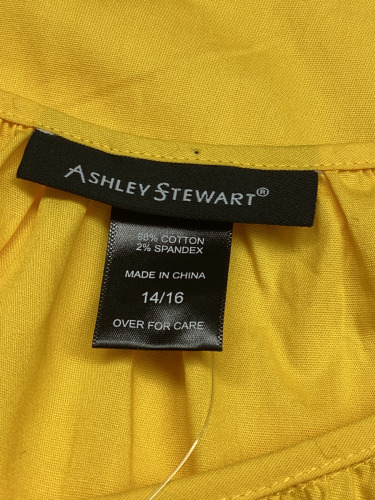 ASHLEY STEWART®
98% COTTON
2% SPANDEX
MADE IN CHINA
14/16
OVER FOR CARE